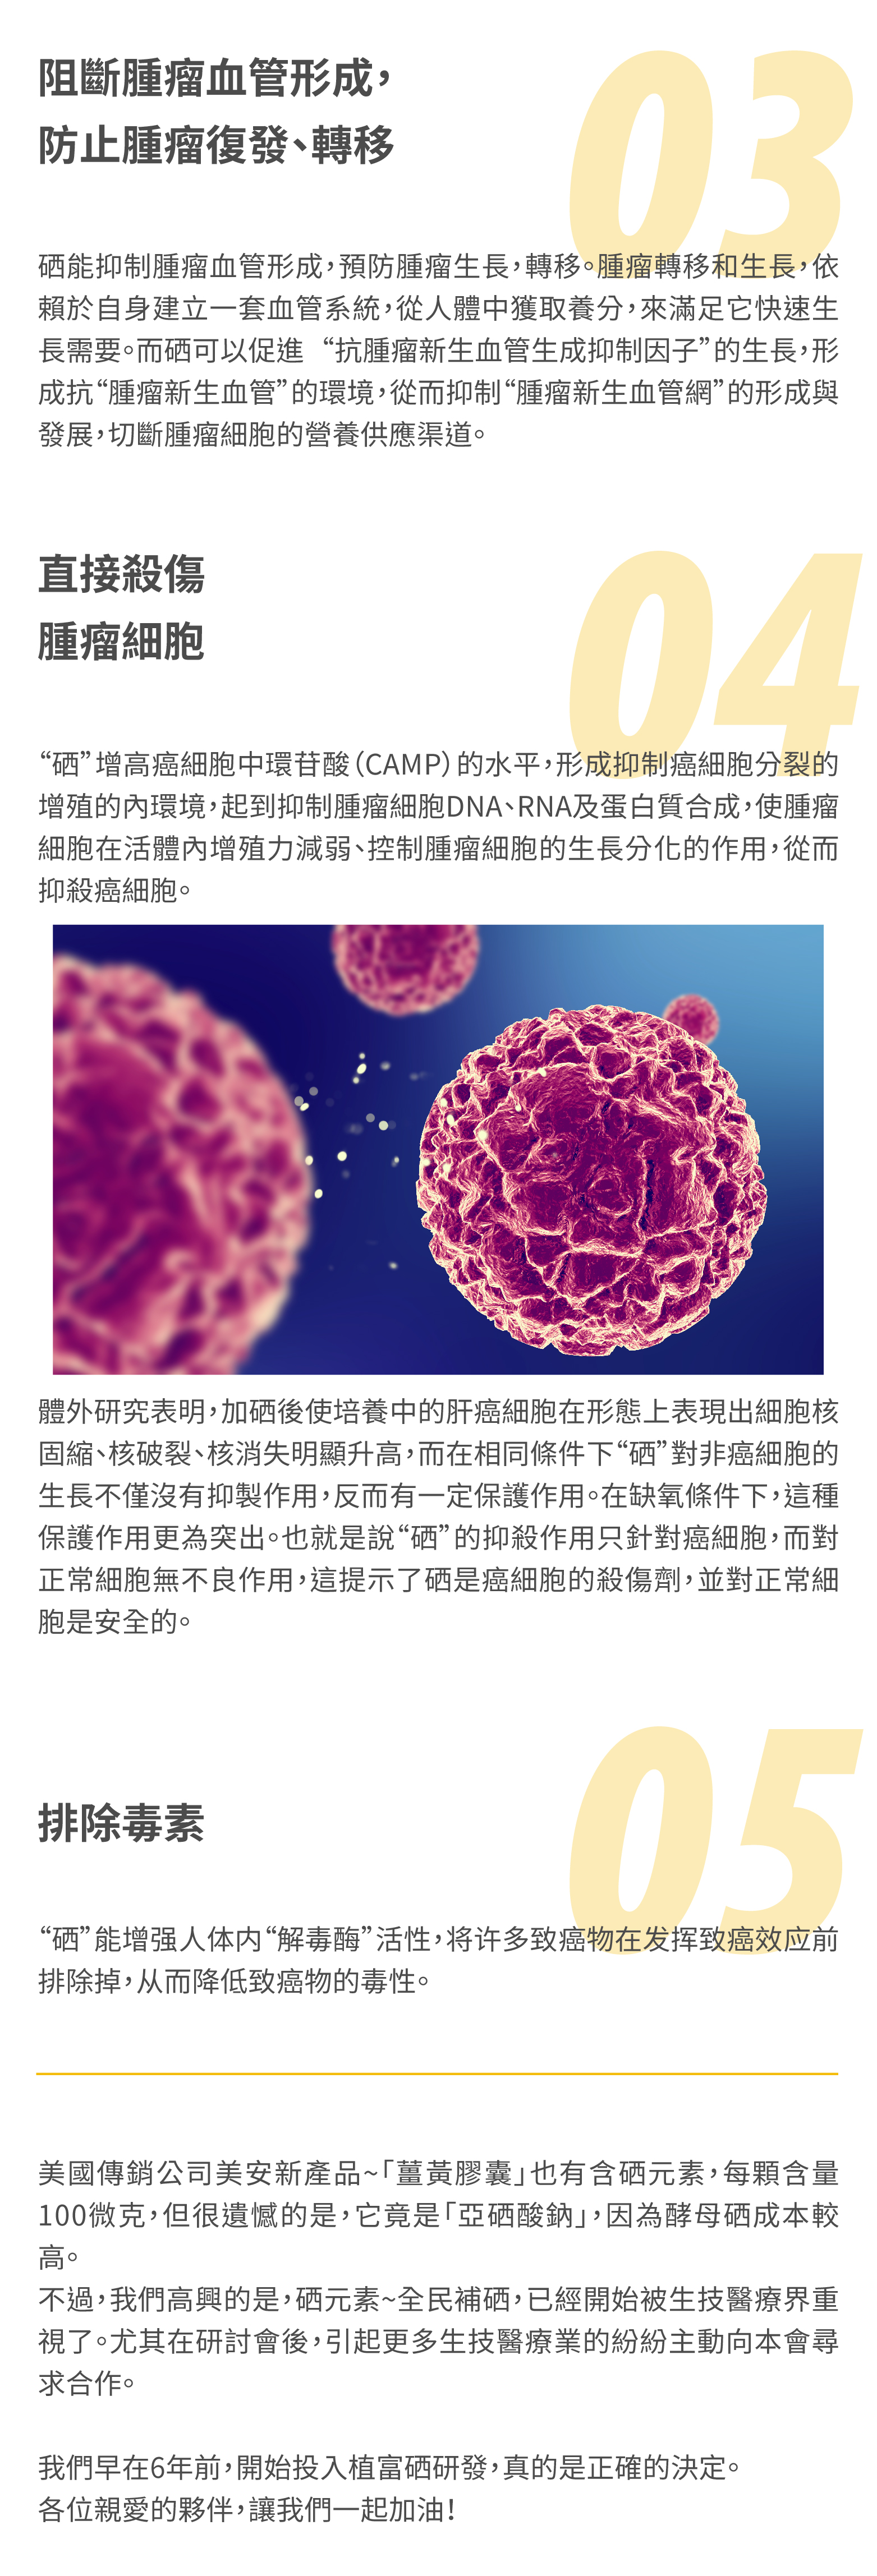 03
阻斷腫瘤血管形成，
防止腫瘤復發、轉移
硒能抑制腫瘤血管形成，預防腫瘤生長，轉移。腫瘤轉移和生長，依
賴於自身建立一套血管系統，從人體中獲取養分，來滿足它快速生
長需要。而硒可以促進 “抗腫瘤新生血管生成抑制因子”的生長，形
成抗“腫瘤新生血管”的環境，從而抑制“腫瘤新生血管網”的形成與
發展，切斷腫瘤細胞的營養供應渠道。
04
直接殺傷
腫瘤細胞
“硒”增高癌細胞中環苷酸（CAMP）的水平，形成抑制癌細胞分裂的
增殖的內環境，起到抑制腫瘤細胞DNA、RNA及蛋白質合成，使腫瘤
細胞在活體內增殖力減弱、控制腫瘤細胞的生長分化的作用，從而
抑殺癌細胞。
體外研究表明，加硒後使培養中的肝癌細胞在形態上表現出細胞核
固縮、核破裂、核消失明顯升高，而在相同條件下“硒”對非癌細胞的
生長不僅沒有抑製作用，反而有一定保護作用。在缺氧條件下，這種
保護作用更為突出。也就是說“硒”的抑殺作用只針對癌細胞，而對
正常細胞無不良作用，這提示了硒是癌細胞的殺傷劑，並對正常細
胞是安全的。
05
排除毒素
“硒”能增强人体内“解毒酶”活性，将许多致癌物在发挥致癌效应前
排除掉，从而降低致癌物的毒性。
美國傳銷公司美安新產品~「薑黃膠囊」也有含硒元素，每顆含量
100微克，但很遺憾的是，它竟是「亞硒酸鈉」，因為酵母硒成本較
高。
不過，我們高興的是，硒元素~全民補硒，已經開始被生技醫療界重
視了。尤其在研討會後，引起更多生技醫療業的紛紛主動向本會尋
求合作。
我們早在6年前，開始投入植富硒研發，真的是正確的決定。
各位親愛的夥伴，讓我們一起加油！